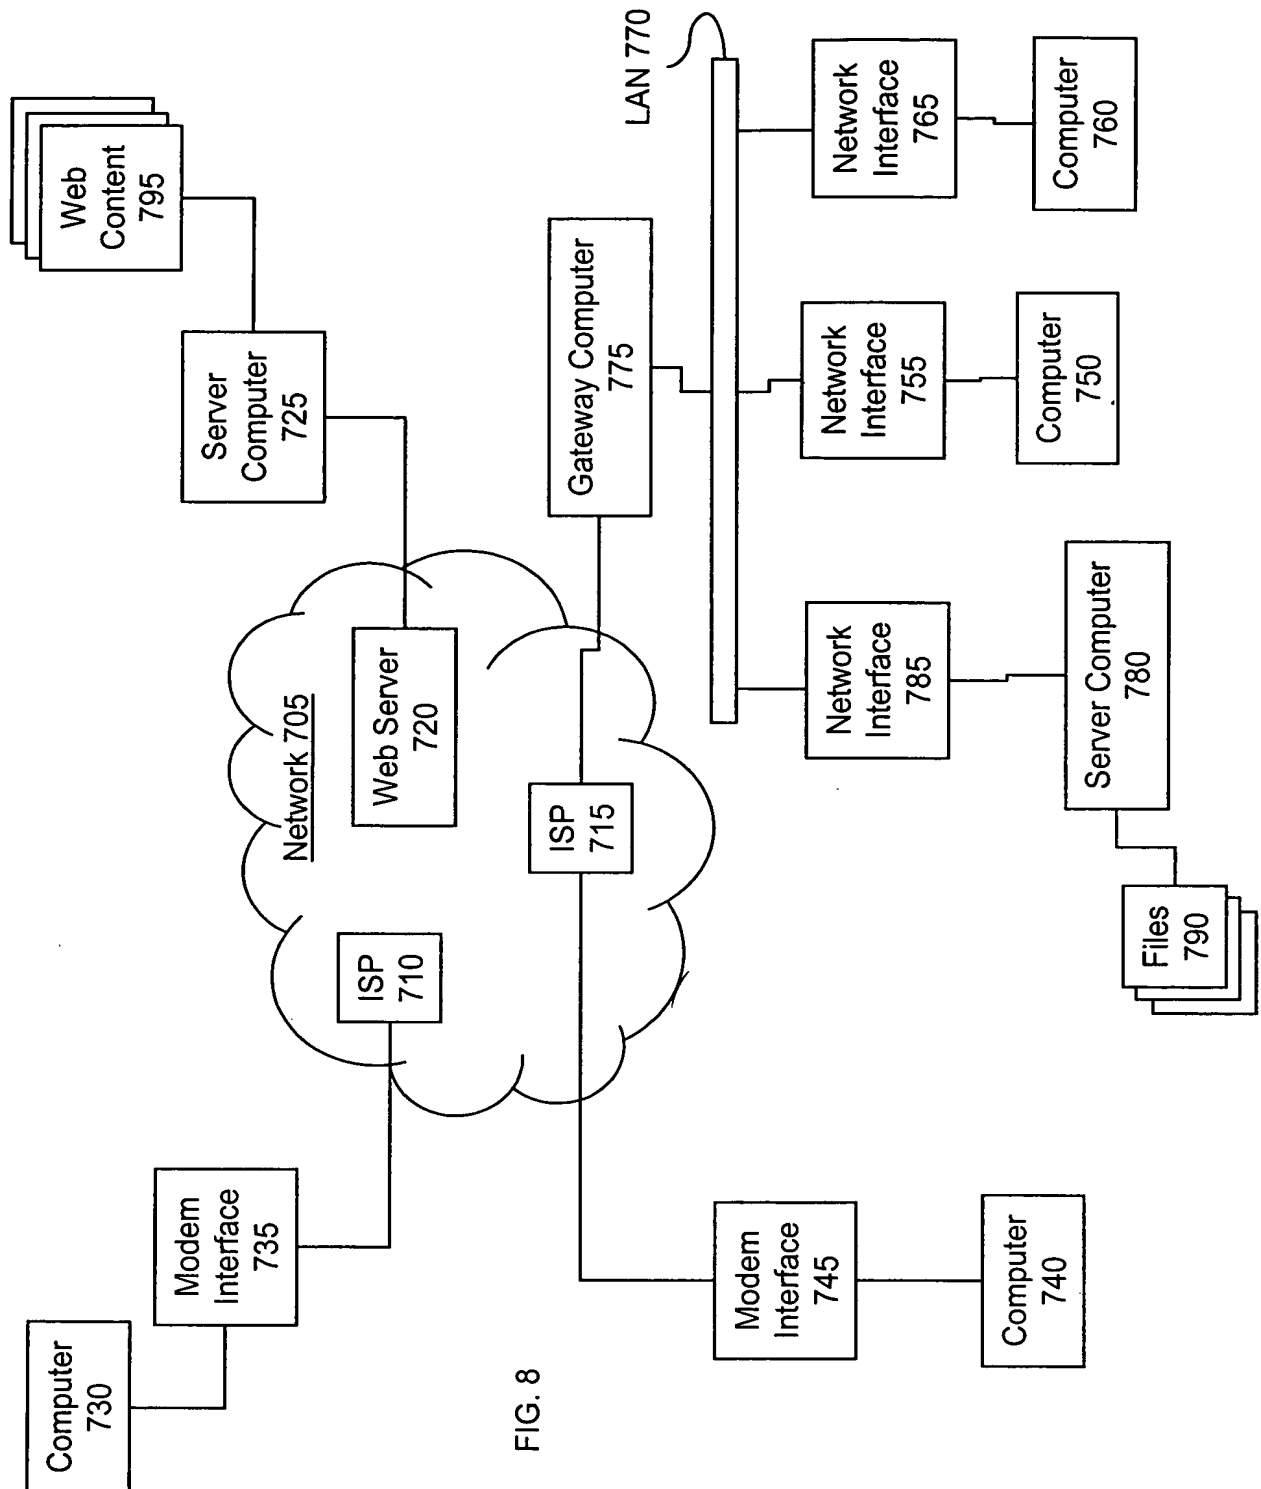 Computer
730
Modem
Interface
735
Web
Content
795
Server
Computer
725
Network 705
ISP
710
Web Server
720
ISP
715
Gateway Computer
775
LAN 770
Modem
Interface
745
Computer
740
Network
Interface
785
Server Computer
780
Files
790
Network
Interface
755
Computer
750
Network
Interface
765
Computer
760
FIG. 8